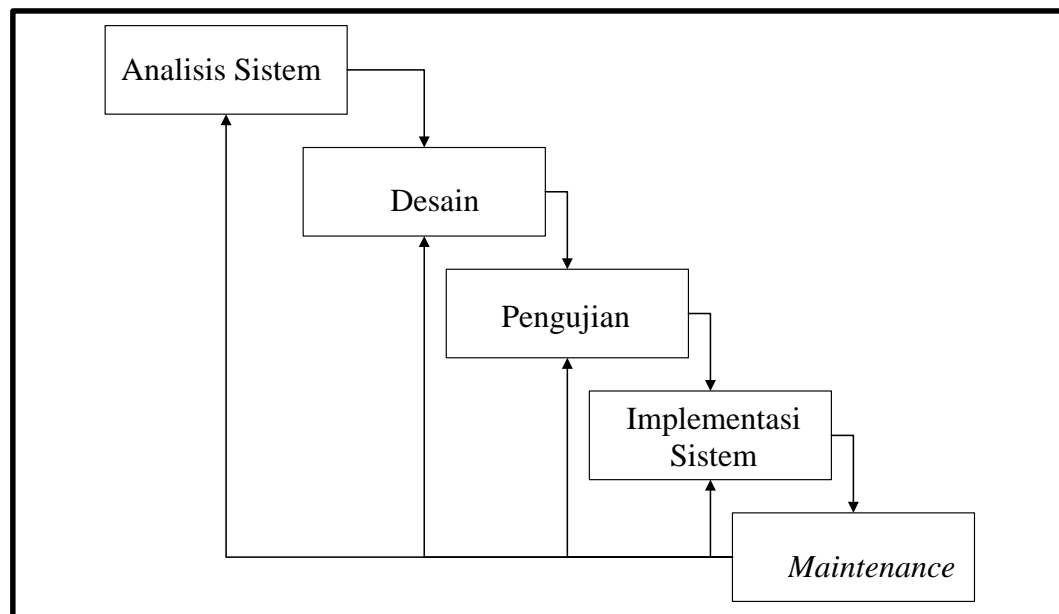 Analisis Sistem
Desain
Pengujian
Implementasi
Sistem
Maintenance